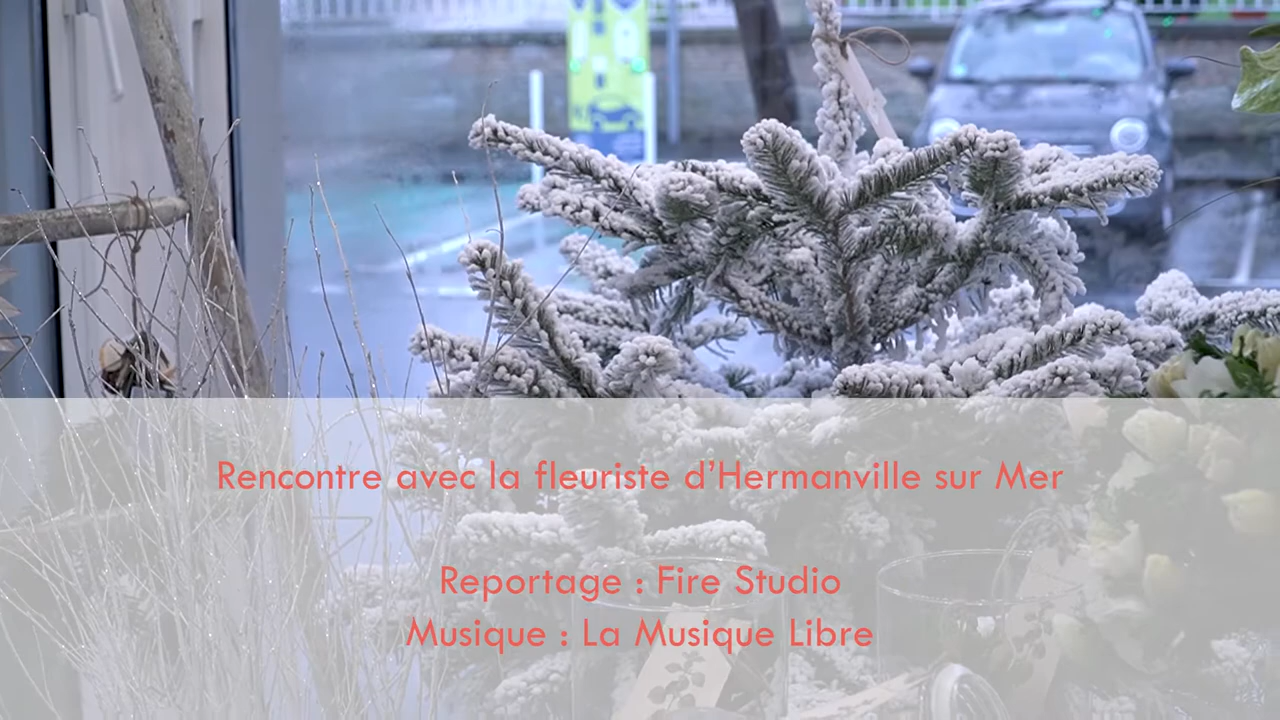 Rencontre avec la fleuriste d’Hermanville sur Mer
Reportage : Fire Studio
Musique : La Musique Libre